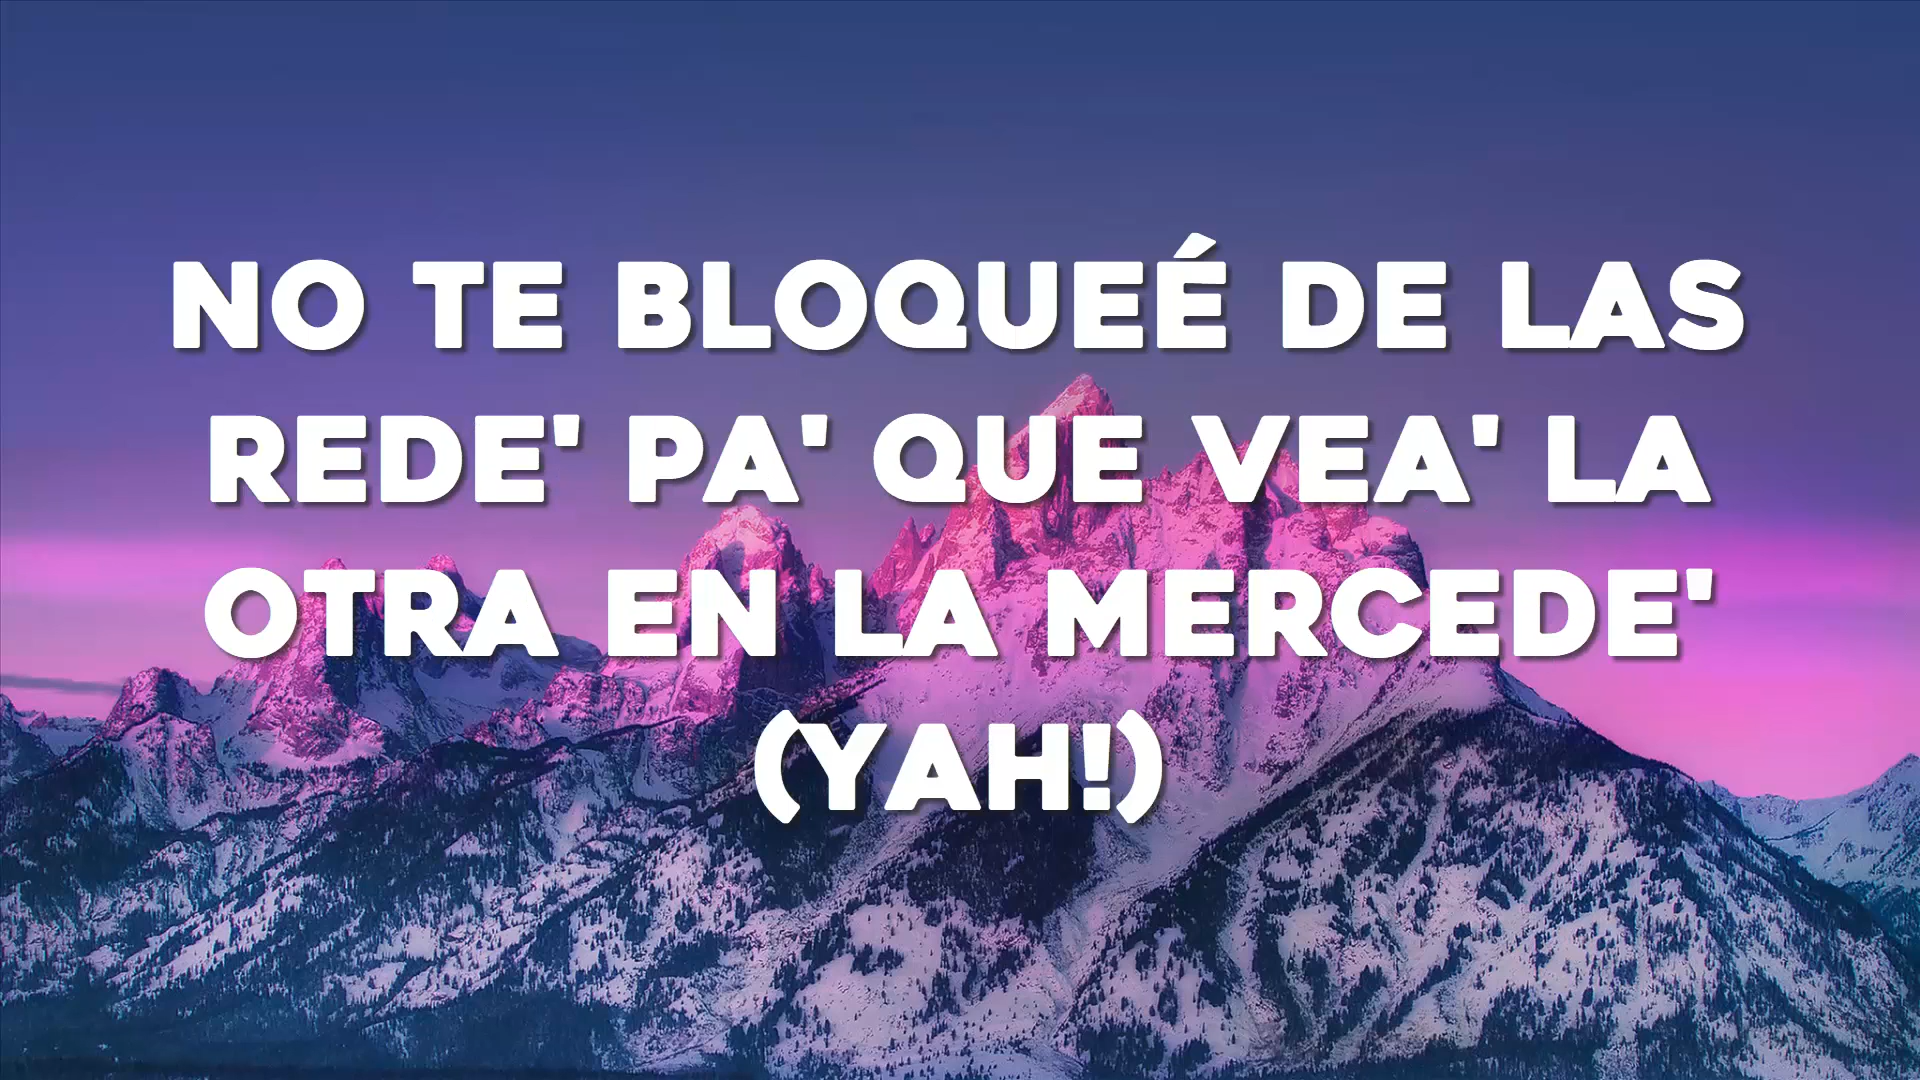 NO TE BLOQUEÉ DE LAS
REDE' PA' QUE VEA' LA
OTRA EN LA MERCEDE'
(YAH!)